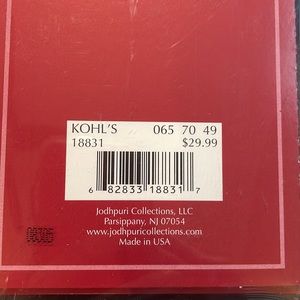 KOHL'S 065 70 49
18831 $29.99
6 82833 18831 7
Jodhpuri Collections, LLC
Parsippany, NJ 07054
www.jodhpuricollections.com
Made in USA